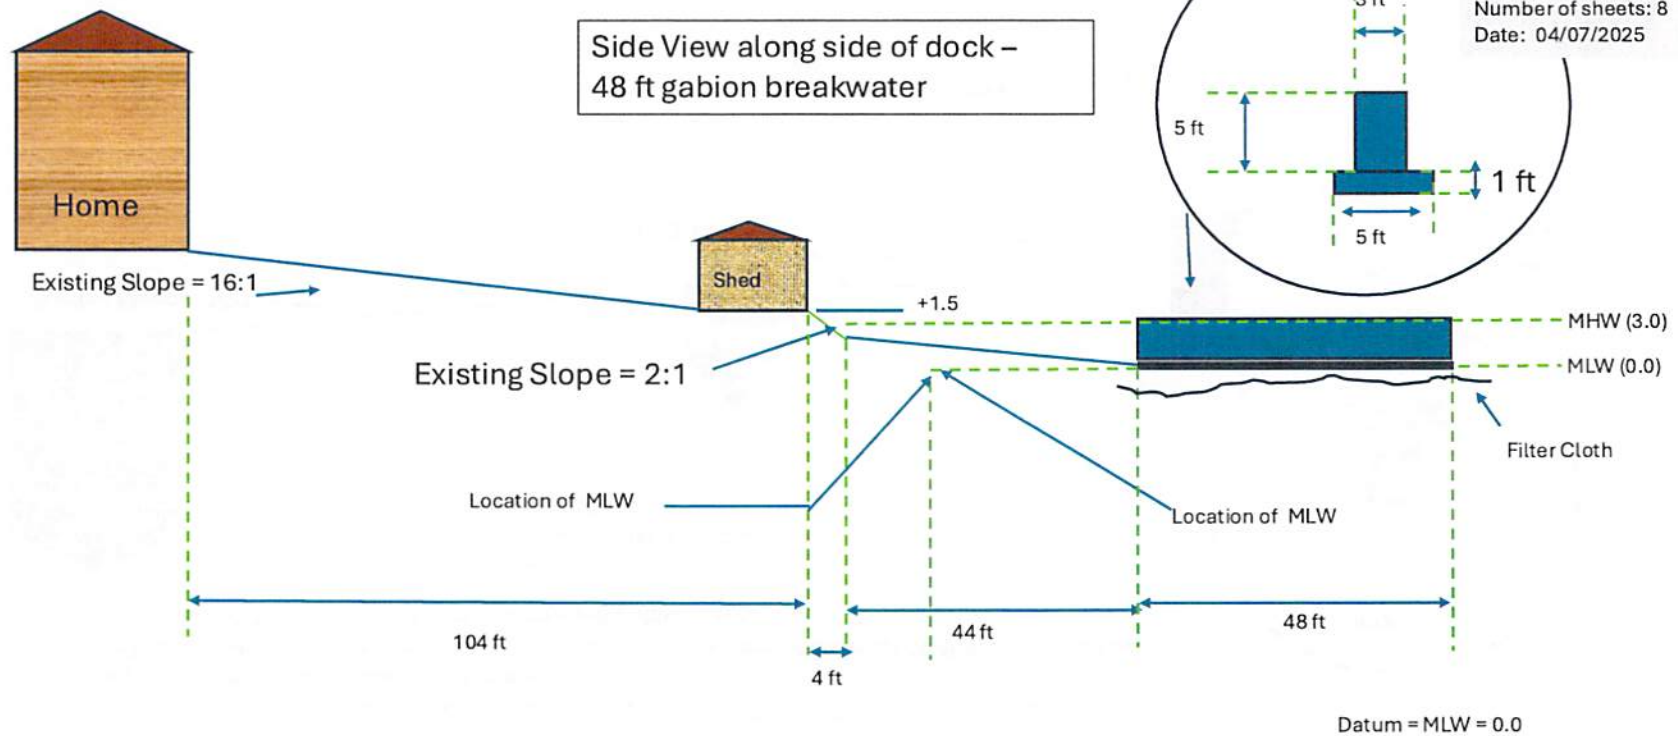 Number of sheets: 8
Date: 04/07/2025
Side View along side of dock –
48 ft gabion breakwater
5 ft
1 ft
5 ft
Home
Shed
Existing Slope = 16:1
+1.5
MHW (3.0)
Existing Slope = 2:1
MLW (0.0)
Filter Cloth
Location of MLW
Location of MLW
104 ft
4 ft
44 ft
48 ft
Datum = MLW = 0.0